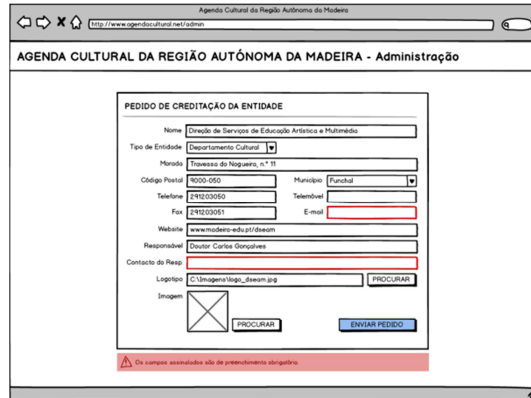 Agenda Cultural da Região Autónoma da Madeira
http://www.agendacultural.net/admin
AGENDA CULTURAL DA REGIÃO AUTÓNOMA DA MADEIRA - Administração
PEDIDO DE CREDITAÇÃO DA ENTIDADE
Nome Direção de Serviços de Educação Artística e Multimédia
Tipo de Entidade Departamento Cultural
Morada Travessa do Nogueira, n.º 11
Código Postal 9000-050 Município Funchal
Telefone 291203050 Telemóvel
Fax 291203051 E-mail
Website www.madeira-edu.pt/dseam
Responsável Doutor Carlos Gonçalves
Contacto do Resp.
Logotipo C:\Imagens\logo_dseam.jpg PROCURAR
Imagem
PROCURAR ENVIAR PEDIDO
Os campos assinalados são de preenchimento obrigatório.